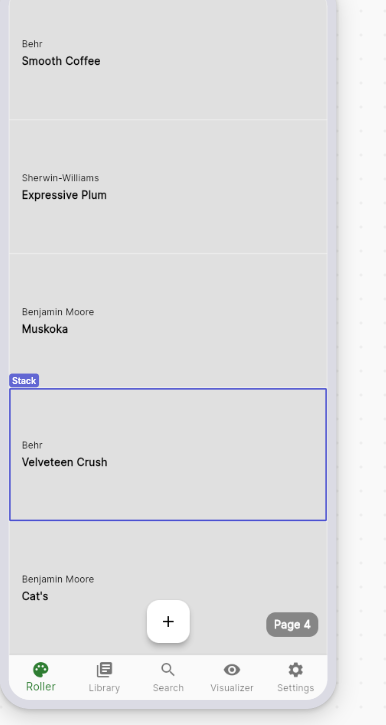 Behr
Smooth Coffee
Sherwin-Williams
Expressive Plum
Benjamin Moore
Muskoka
Stack
Behr
Velveteen Crush
Benjamin Moore
Cat's
+
Page 4
Roller
Library
Search
Visualizer
Settings